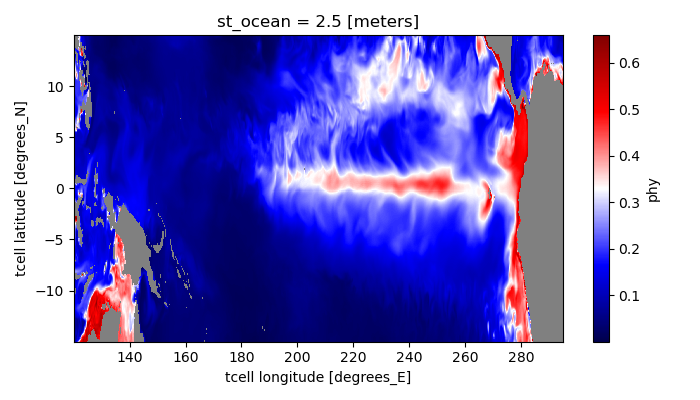 st_ocean = 2.5 [meters]
10
5
0
−5
−10
tcell latitude [degrees_N]
140 160 180 200 220 240 260 280
tcell longitude [degrees_E]
0.6
0.5
0.4
0.3
0.2
0.1
phy